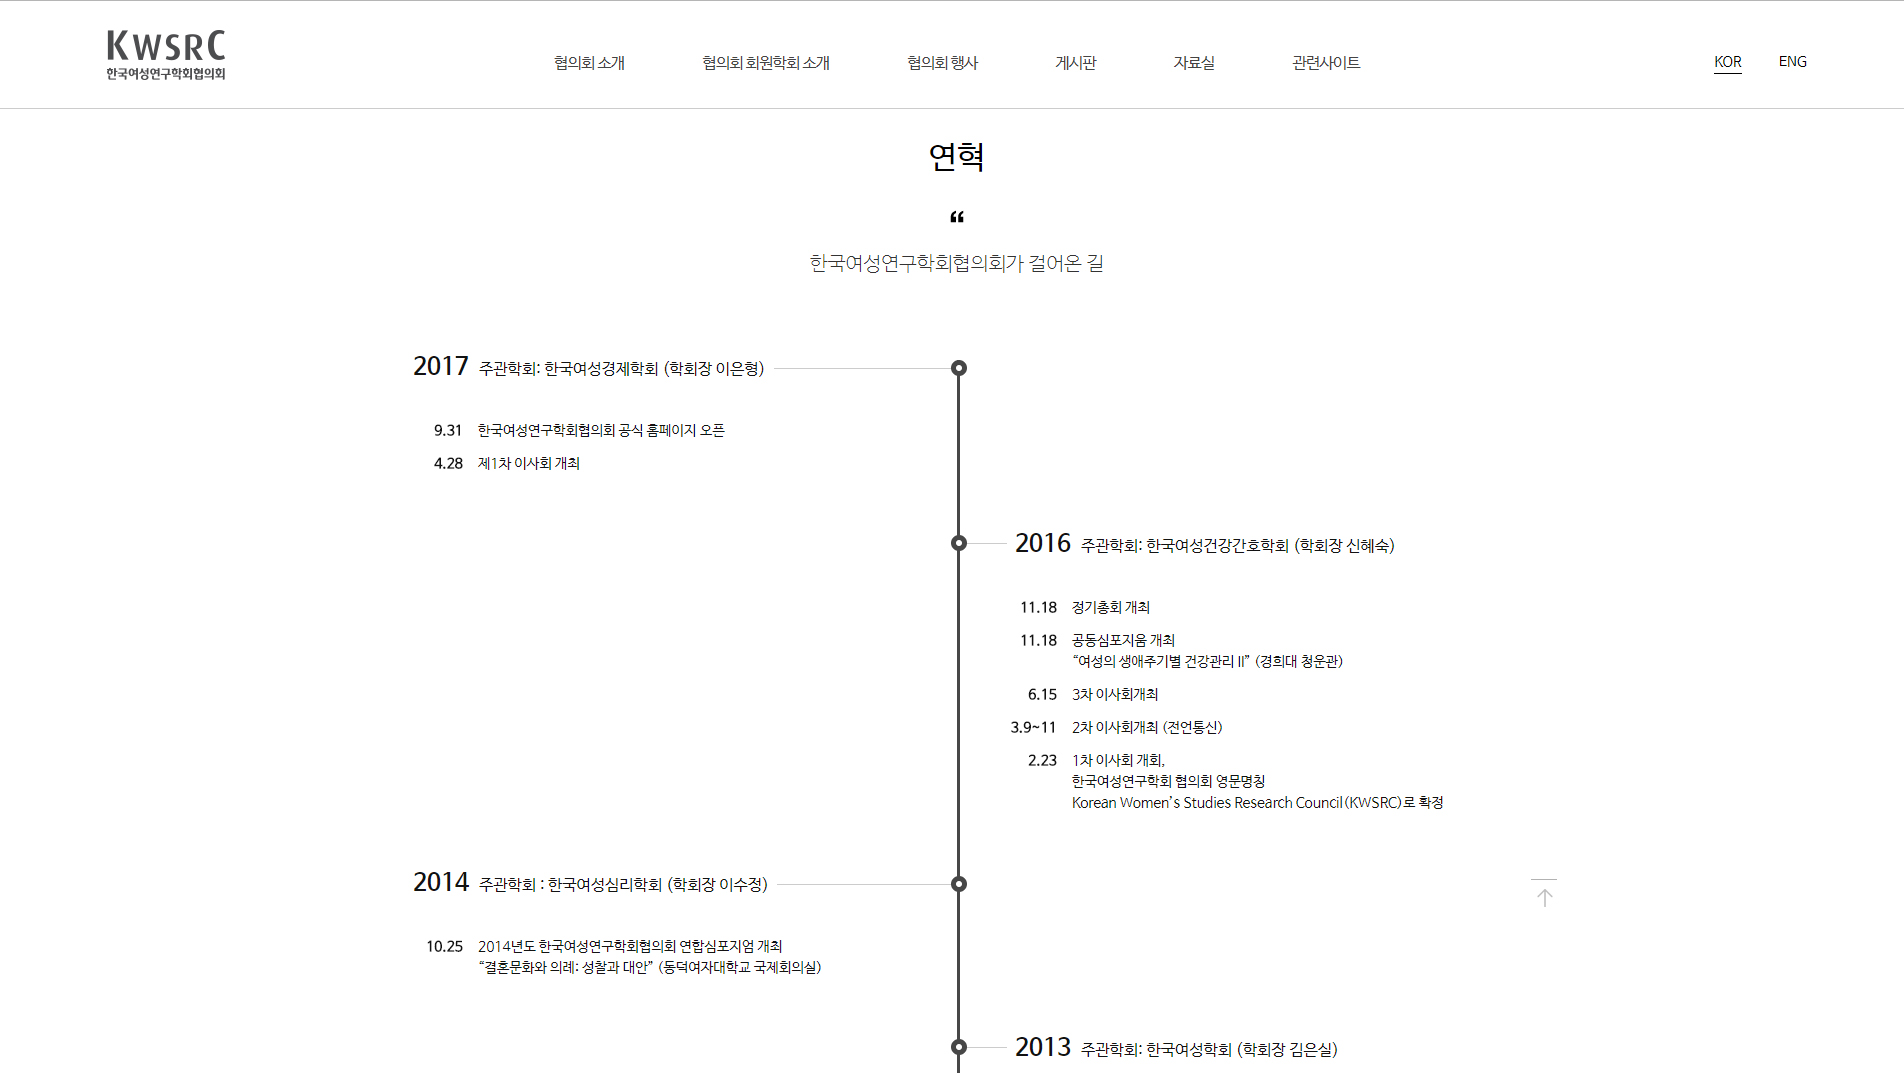 KWSRC
한국여성연구학회협의회
협의회 소개
협의회 회원학회 소개
협의회 행사
게시판
자료실
관련사이트
KOR
ENG
연혁
“
한국여성연구학회협의회가 걸어온 길
2017 주관학회: 한국여성경제학회 (학회장 이은형)
9.31 한국여성연구학회협의회 공식 홈페이지 오픈
4.28 제1차 이사회 개최
2016 주관학회: 한국여성건강간호학회 (학회장 신혜숙)
11.18 정기총회 개최
11.18 공동심포지움 개최
“여성의 생애주기별 건강관리 II” (경희대 청운관)
6.15 3차 이사회개최
3.9~11 2차 이사회개최 (전언통신)
2.23 1차 이사회 개회,
한국여성연구학회 협의회 영문명칭
Korean Women’s Studies Research Council(KWSRC)로 확정
2014 주관학회 : 한국여성심리학회 (학회장 이수정)
10.25 2014년도 한국여성연구학회협의회 연합심포지엄 개최
“결혼문화와 의례: 성찰과 대안” (동덕여자대학교 국제회의실)
2013 주관학회: 한국여성학회 (학회장 김은실)